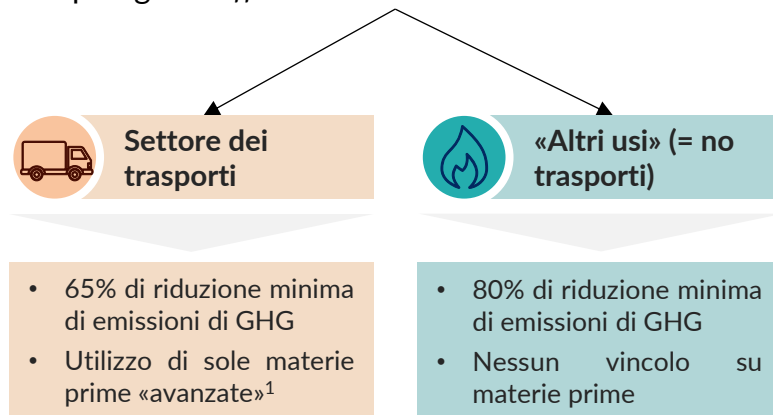 Settore dei
trasporti
«Altri usi» (= no
trasporti)
• 65% di riduzione minima
di emissioni di GHG
• Utilizzo di sole materie
prime «avanzate»1
• 80% di riduzione minima
di emissioni di GHG
• Nessun vincolo su
materie prime